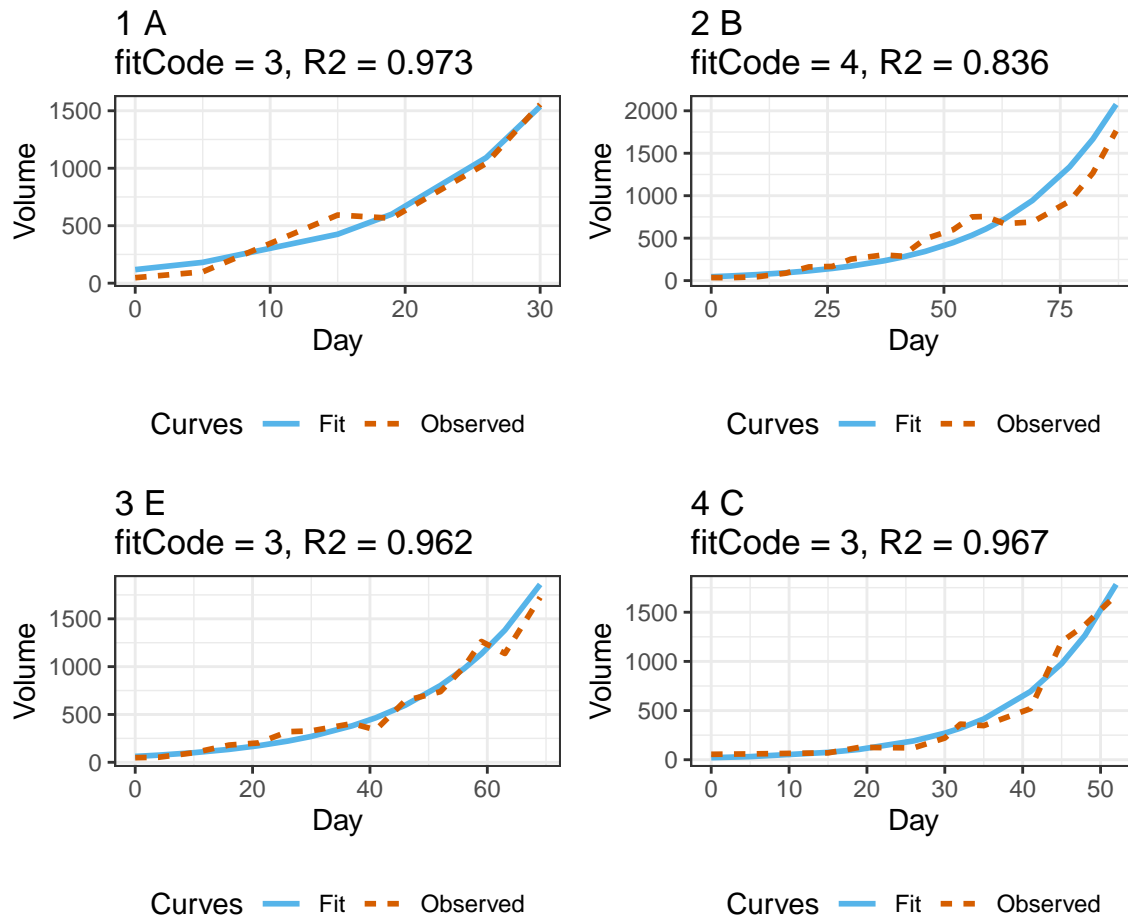 1 A
fitCode = 3, R2 = 0.973
1500
1000
500
0
Volume
0 10 20 30
Day
Curves Fit Observed
2 B
fitCode = 4, R2 = 0.836
2000
1500
1000
500
0
Volume
0 25 50 75
Day
Curves Fit Observed
3 E
fitCode = 3, R2 = 0.962
1500
1000
500
0
Volume
0 20 40 60
Day
Curves Fit Observed
4 C
fitCode = 3, R2 = 0.967
1500
1000
500
0
Volume
0 10 20 30 40 50
Day
Curves Fit Observed